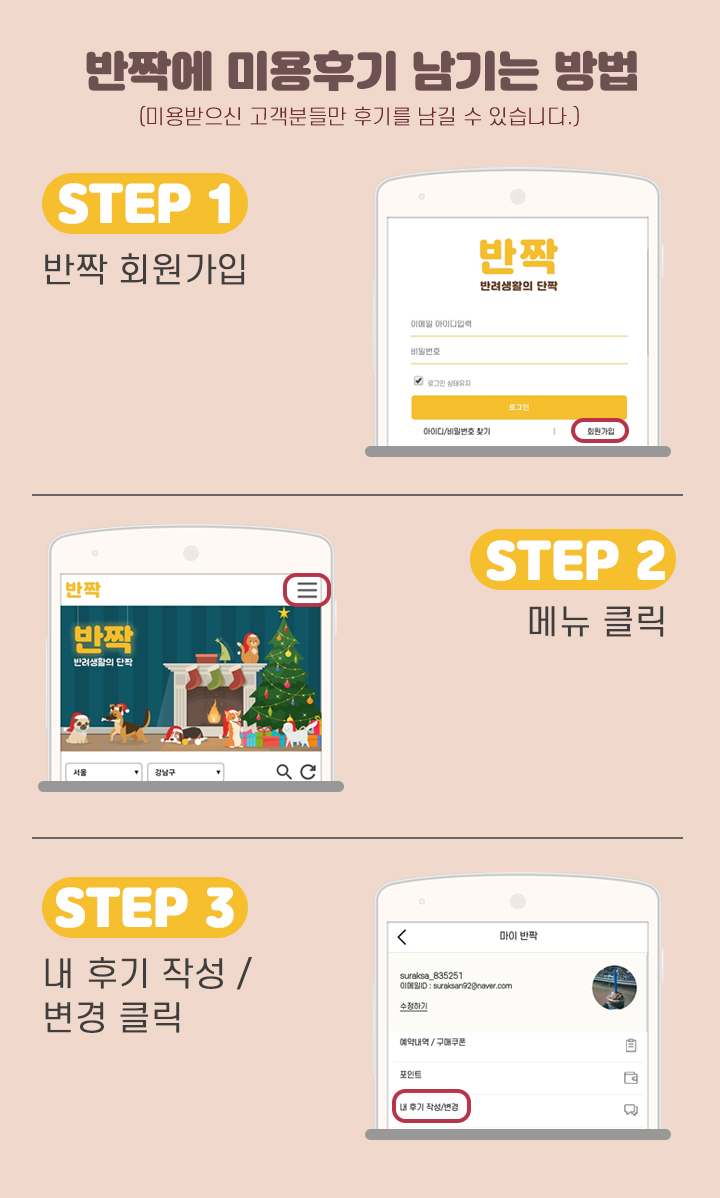 반짝에 미용후기 남기는 방법
(미용받으신 고객분들만 후기를 남길 수 있습니다.)
STEP 1
반짝 회원가입
반짝
반려생활의 단짝
이메일 아이디입력
비밀번호
로그인 상태유지
로그인
아이디/비밀번호 찾기 | 회원가입
STEP 2
메뉴 클릭
반짝
반짝
반려생활의 단짝
서울 강남구
STEP 3
내 후기 작성 /
변경 클릭
마이 반짝
suraksa_835251
이메일ID : suraksan92@naver.com
수정하기
예약내역 / 구매쿠폰
포인트
내 후기 작성/변경